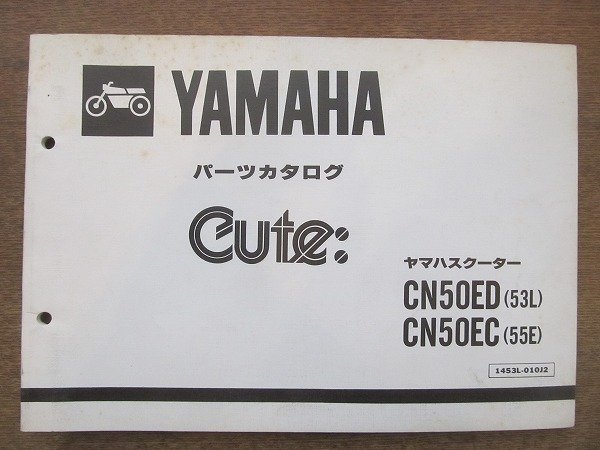 YAMAHA
パーツカタログ
Cute:
ヤマハスクーター
CN50ED(53L)
CN50EC(55E)
1453L-010J2